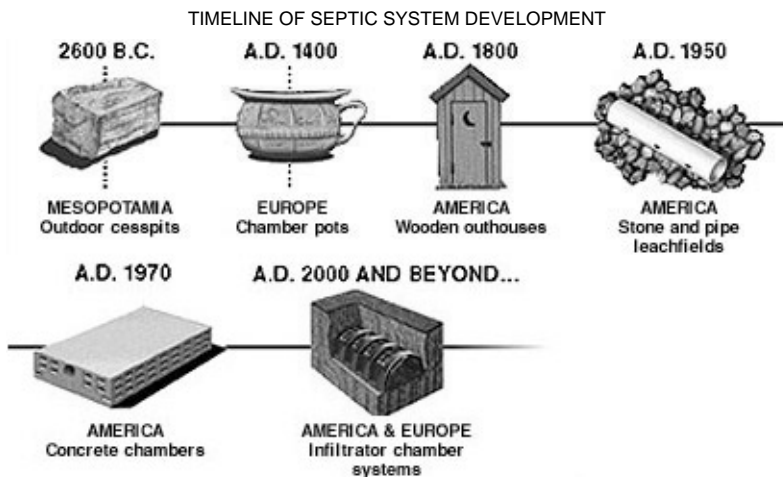 TIMELINE OF SEPTIC SYSTEM DEVELOPMENT
2600 B.C.
A.D. 1400
A.D. 1800
A.D. 1950
MESOPOTAMIA
Outdoor cesspits
EUROPE
Chamber pots
AMERICA
Wooden outhouses
AMERICA
Stone and pipe
leachfields
A.D. 1970
A.D. 2000 AND BEYOND...
AMERICA
Concrete chambers
AMERICA & EUROPE
Infiltrator chamber
systems